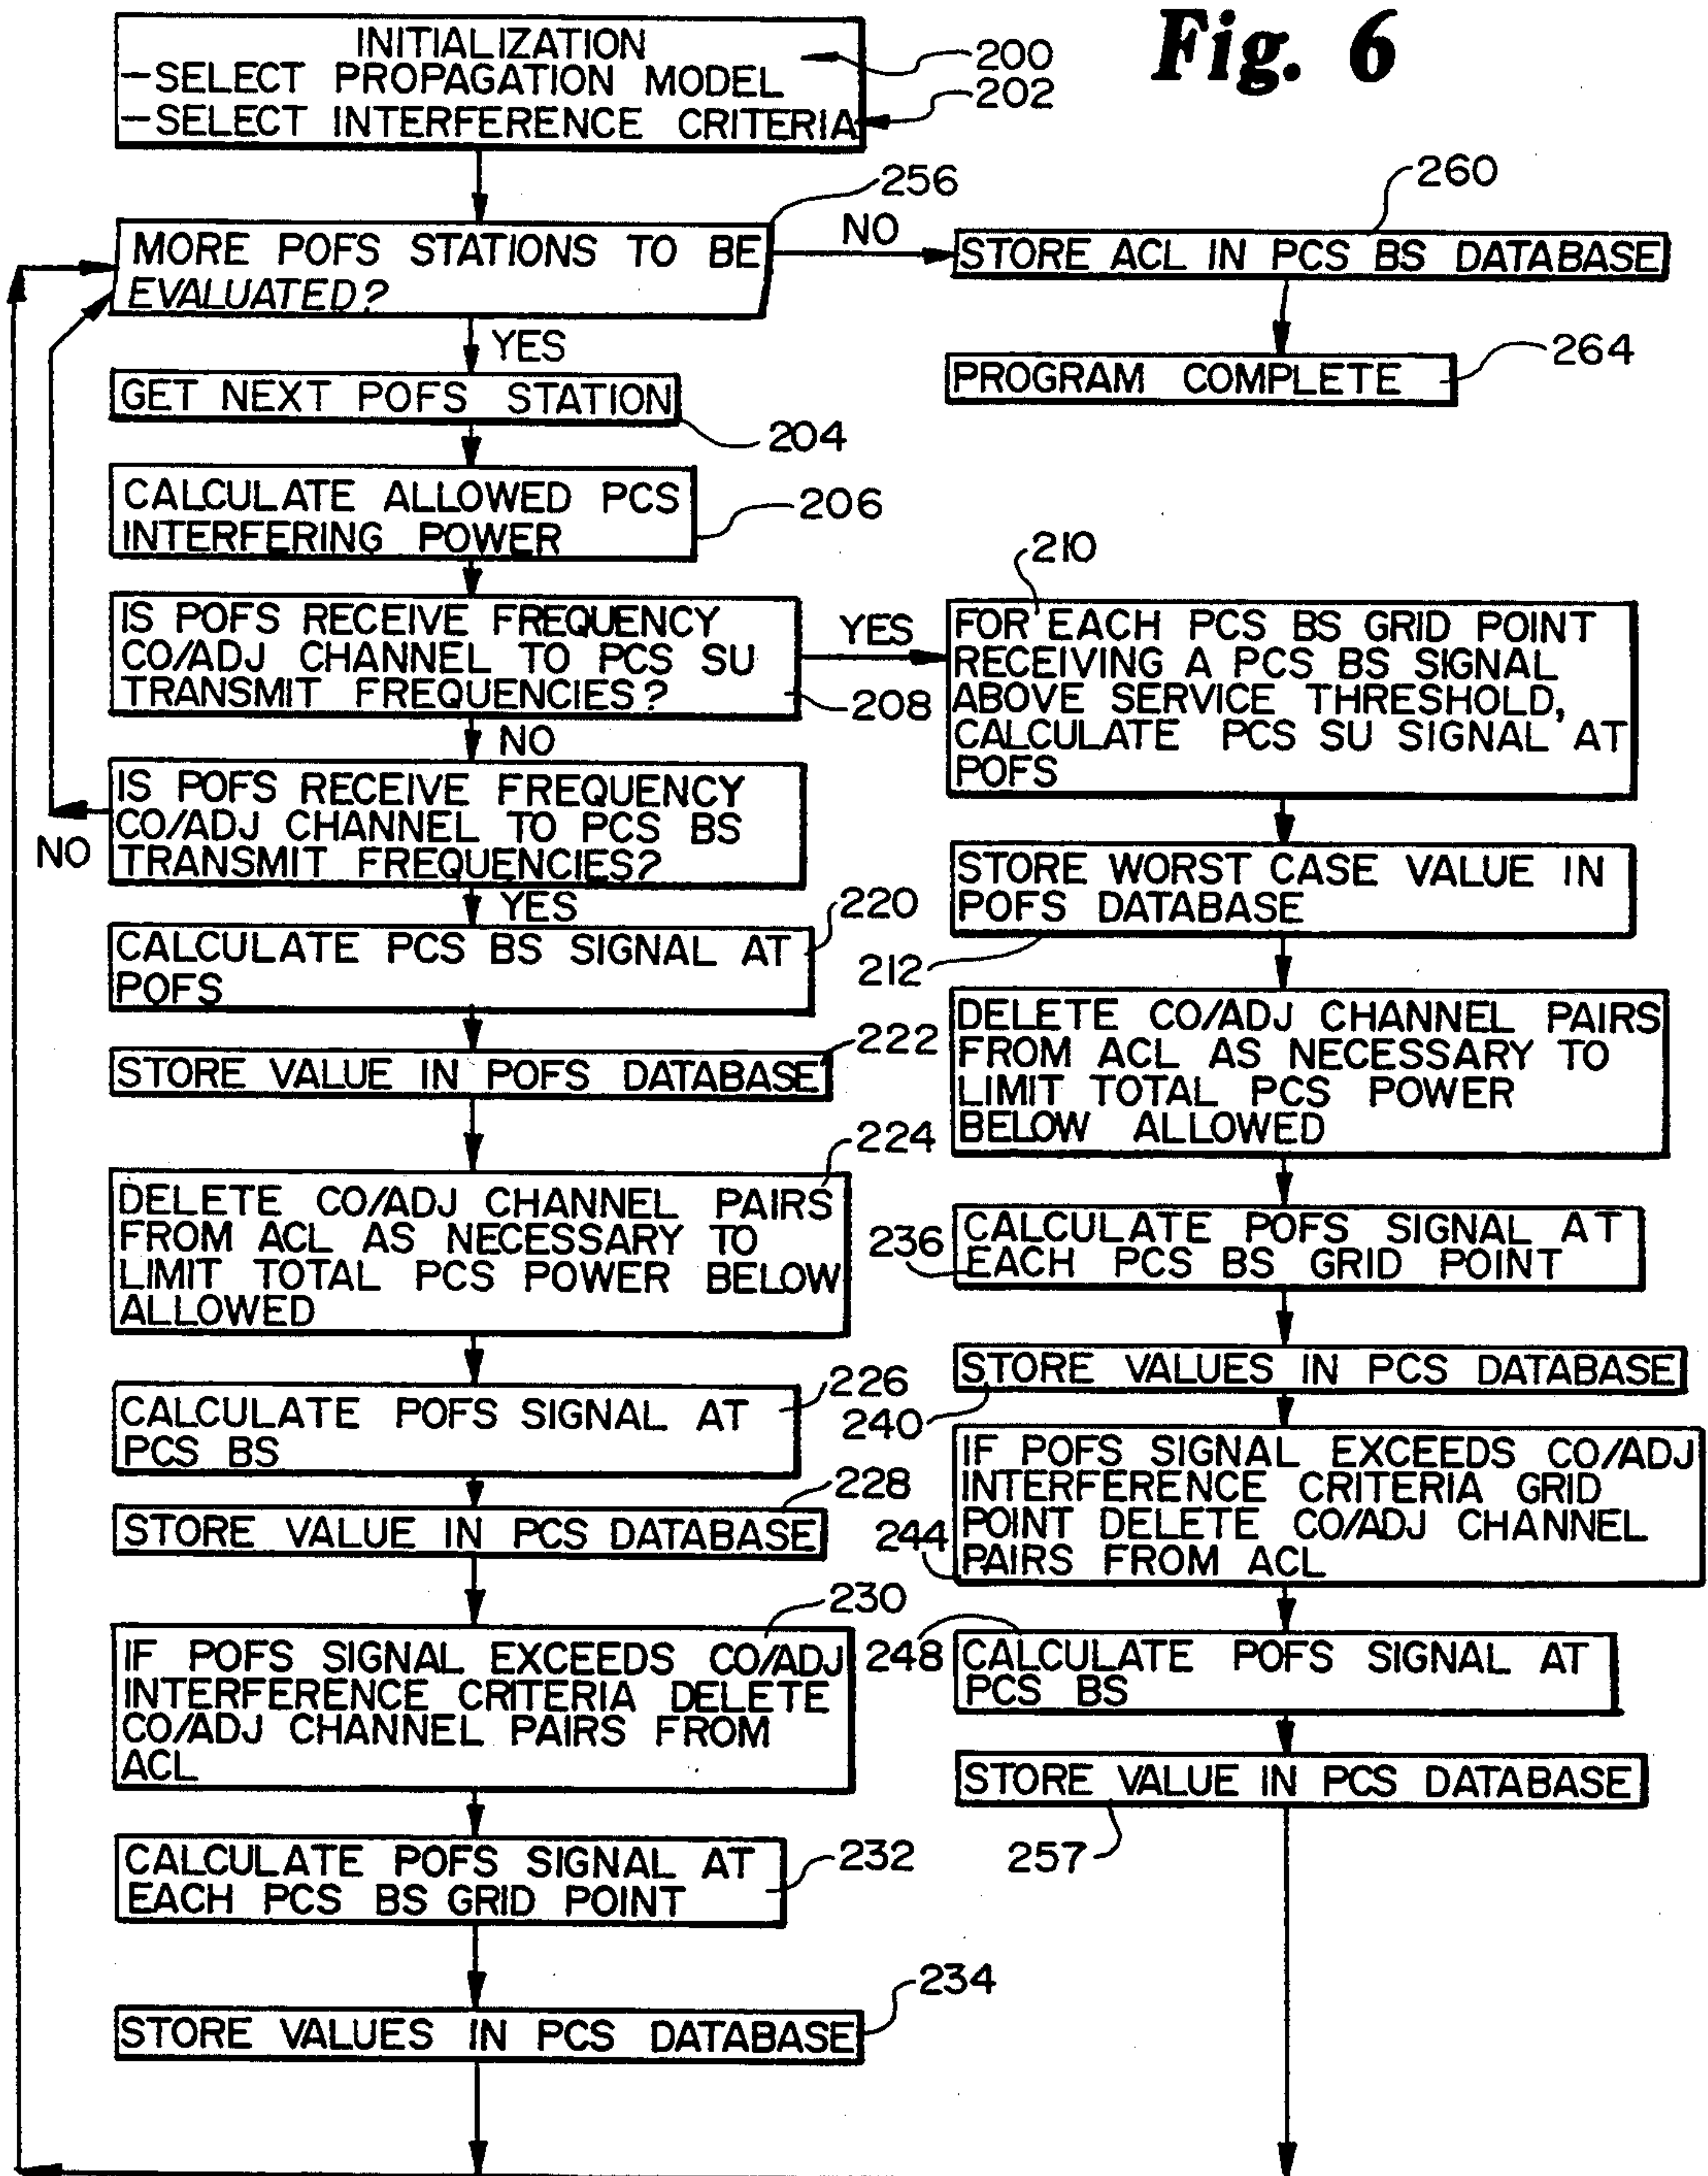 Fig. 6
INITIALIZATION
-SELECT PROPAGATION MODEL
-SELECT INTERFERENCE CRITERIA
200
202
256
MORE POFS STATIONS TO BE
EVALUATED?
NO
260
STORE ACL IN PCS BS DATABASE
YES
264
PROGRAM COMPLETE
GET NEXT POFS STATION
204
CALCULATE ALLOWED PCS
INTERFERING POWER
206
IS POFS RECEIVE FREQUENCY
CO/ADJ CHANNEL TO PCS SU
TRANSMIT FREQUENCIES?
208
YES
NO
IS POFS RECEIVE FREQUENCY
CO/ADJ CHANNEL TO PCS BS
TRANSMIT FREQUENCIES?
NO
YES
CALCULATE PCS BS SIGNAL AT
POFS
220
STORE VALUE IN POFS DATABASE
222
224
DELETE CO/ADJ CHANNEL PAIRS
FROM ACL AS NECESSARY TO
LIMIT TOTAL PCS POWER BELOW
ALLOWED
CALCULATE POFS SIGNAL AT
PCS BS
226
228
STORE VALUE IN PCS DATABASE
230
IF POFS SIGNAL EXCEEDS CO/ADJ
INTERFERENCE CRITERIA DELETE
CO/ADJ CHANNEL PAIRS FROM
ACL
CALCULATE POFS SIGNAL AT
EACH PCS BS GRID POINT
232
234
STORE VALUES IN PCS DATABASE
210
FOR EACH PCS BS GRID POINT
RECEIVING A PCS BS SIGNAL
ABOVE SERVICE THRESHOLD,
CALCULATE PCS SU SIGNAL AT
POFS
STORE WORST CASE VALUE IN
POFS DATABASE
212
DELETE CO/ADJ CHANNEL PAIRS
FROM ACL AS NECESSARY TO
LIMIT TOTAL PCS POWER
BELOW ALLOWED
236
CALCULATE POFS SIGNAL AT
EACH PCS BS GRID POINT
STORE VALUES IN PCS DATABASE
240
IF POFS SIGNAL EXCEEDS CO/ADJ
INTERFERENCE CRITERIA GRID
POINT DELETE CO/ADJ CHANNEL
PAIRS FROM ACL
244
248
CALCULATE POFS SIGNAL AT
PCS BS
STORE VALUE IN PCS DATABASE
257